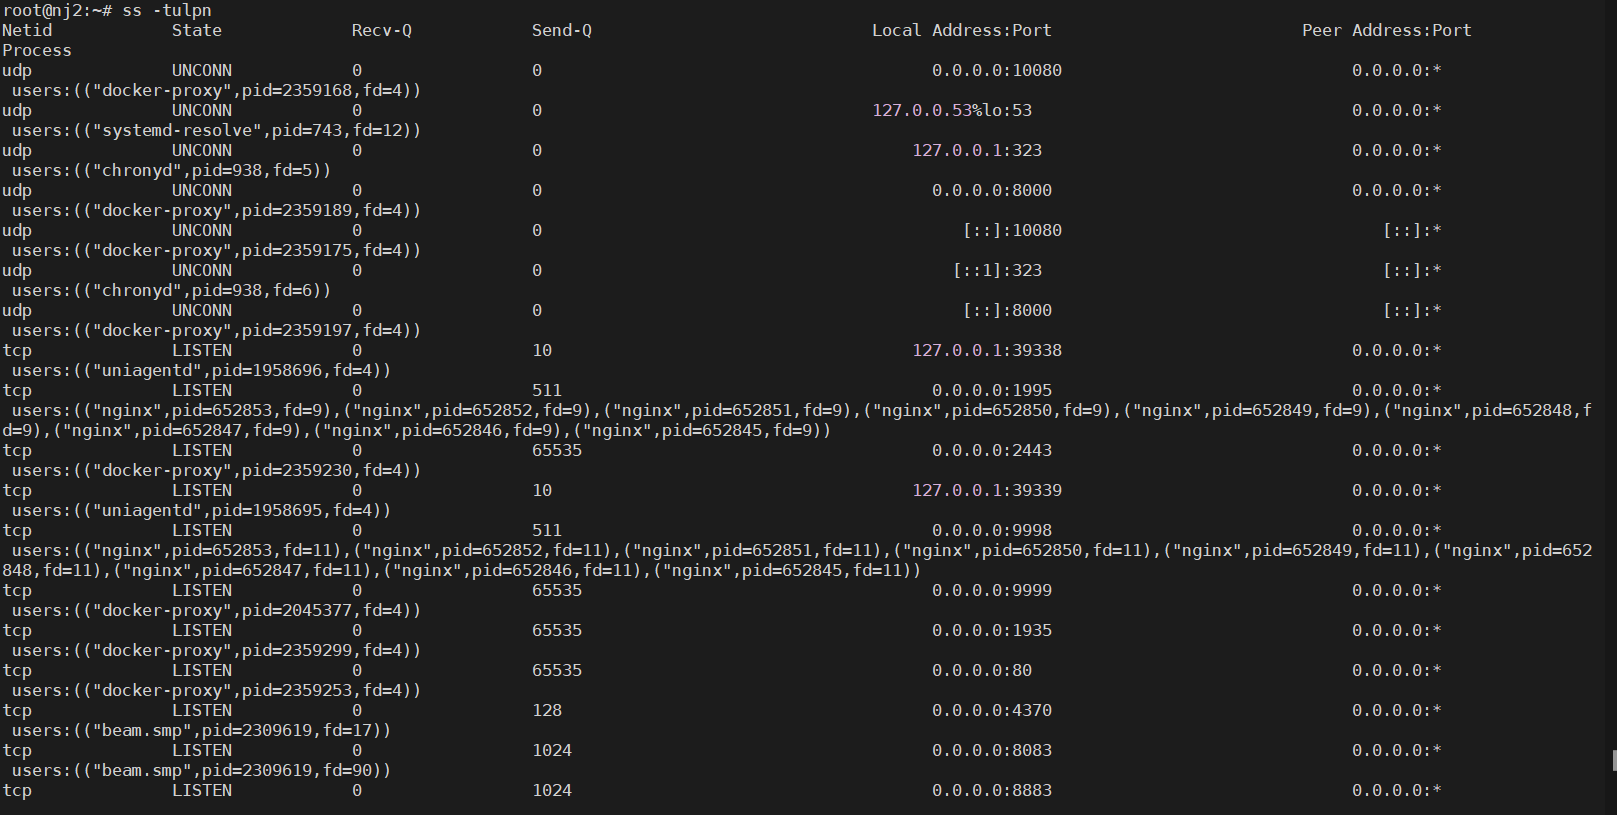 root@nj2:~# ss -tulpn
Netid State Recv-Q Send-Q Local Address:Port Peer Address:Port
Process
udp UNCONN 0 0 0.0.0.0:10080 0.0.0.0:*
users:(("docker-proxy",pid=2359168,fd=4))
udp UNCONN 0 0 127.0.0.53%lo:53 0.0.0.0:*
users:(("systemd-resolve",pid=743,fd=12))
udp UNCONN 0 0 127.0.0.1:323 0.0.0.0:*
users:(("chronyd",pid=938,fd=5))
udp UNCONN 0 0 0.0.0.0:8000 0.0.0.0:*
users:(("docker-proxy",pid=2359189,fd=4))
udp UNCONN 0 0 [::]:10080 [::]:*
users:(("docker-proxy",pid=2359175,fd=4))
udp UNCONN 0 0 [::1]:323 [::]:*
users:(("chronyd",pid=938,fd=6))
udp UNCONN 0 0 [::]:8000 [::]:*
users:(("docker-proxy",pid=2359197,fd=4))
tcp LISTEN 0 10 127.0.0.1:39338 0.0.0.0:*
users:(("uniagentd",pid=1958696,fd=4))
tcp LISTEN 0 511 0.0.0.0:1995 0.0.0.0:*
users:(("nginx",pid=652853,fd=9),("nginx",pid=652852,fd=9),("nginx",pid=652851,fd=9),("nginx",pid=652850,fd=9),("nginx",pid=652849,fd=9),("nginx",pid=652848,f
d=9),("nginx",pid=652847,fd=9),("nginx",pid=652846,fd=9),("nginx",pid=652845,fd=9))
tcp LISTEN 0 65535 0.0.0.0:2443 0.0.0.0:*
users:(("docker-proxy",pid=2359230,fd=4))
tcp LISTEN 0 10 127.0.0.1:39339 0.0.0.0:*
users:(("uniagentd",pid=1958695,fd=4))
tcp LISTEN 0 511 0.0.0.0:9998 0.0.0.0:*
users:(("nginx",pid=652853,fd=11),("nginx",pid=652852,fd=11),("nginx",pid=652851,fd=11),("nginx",pid=652850,fd=11),("nginx",pid=652849,fd=11),("nginx",pid=652
848,fd=11),("nginx",pid=652847,fd=11),("nginx",pid=652846,fd=11),("nginx",pid=652845,fd=11))
tcp LISTEN 0 65535 0.0.0.0:9999 0.0.0.0:*
users:(("docker-proxy",pid=2045377,fd=4))
tcp LISTEN 0 65535 0.0.0.0:1935 0.0.0.0:*
users:(("docker-proxy",pid=2359299,fd=4))
tcp LISTEN 0 65535 0.0.0.0:80 0.0.0.0:*
users:(("docker-proxy",pid=2359253,fd=4))
tcp LISTEN 0 128 0.0.0.0:4370 0.0.0.0:*
users:(("beam.smp",pid=2309619,fd=17))
tcp LISTEN 0 1024 0.0.0.0:8083 0.0.0.0:*
users:(("beam.smp",pid=2309619,fd=90))
tcp LISTEN 0 1024 0.0.0.0:8883 0.0.0.0:*